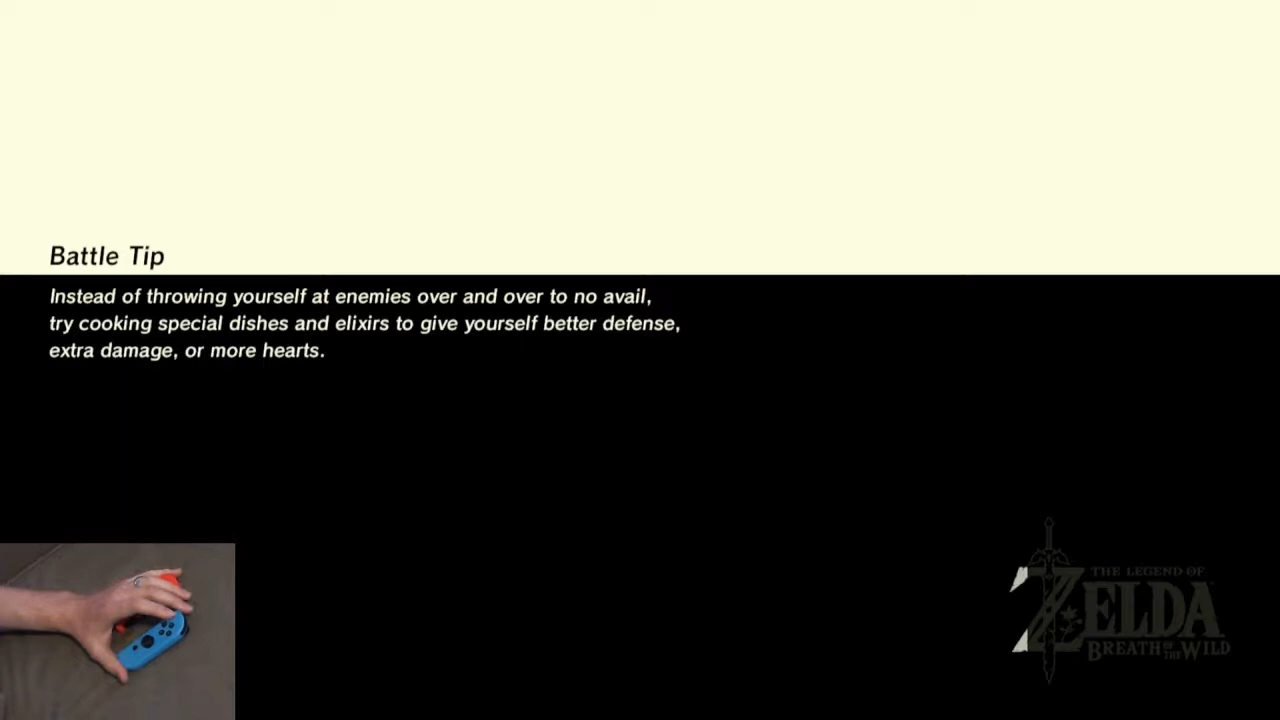 Battle Tip
Instead of throwing yourself at enemies over and over to no avail,
try cooking special dishes and elixirs to give yourself better defense,
extra damage, or more hearts.
THE LEGEND OF
ZELDA
BREATH OF THE WILD